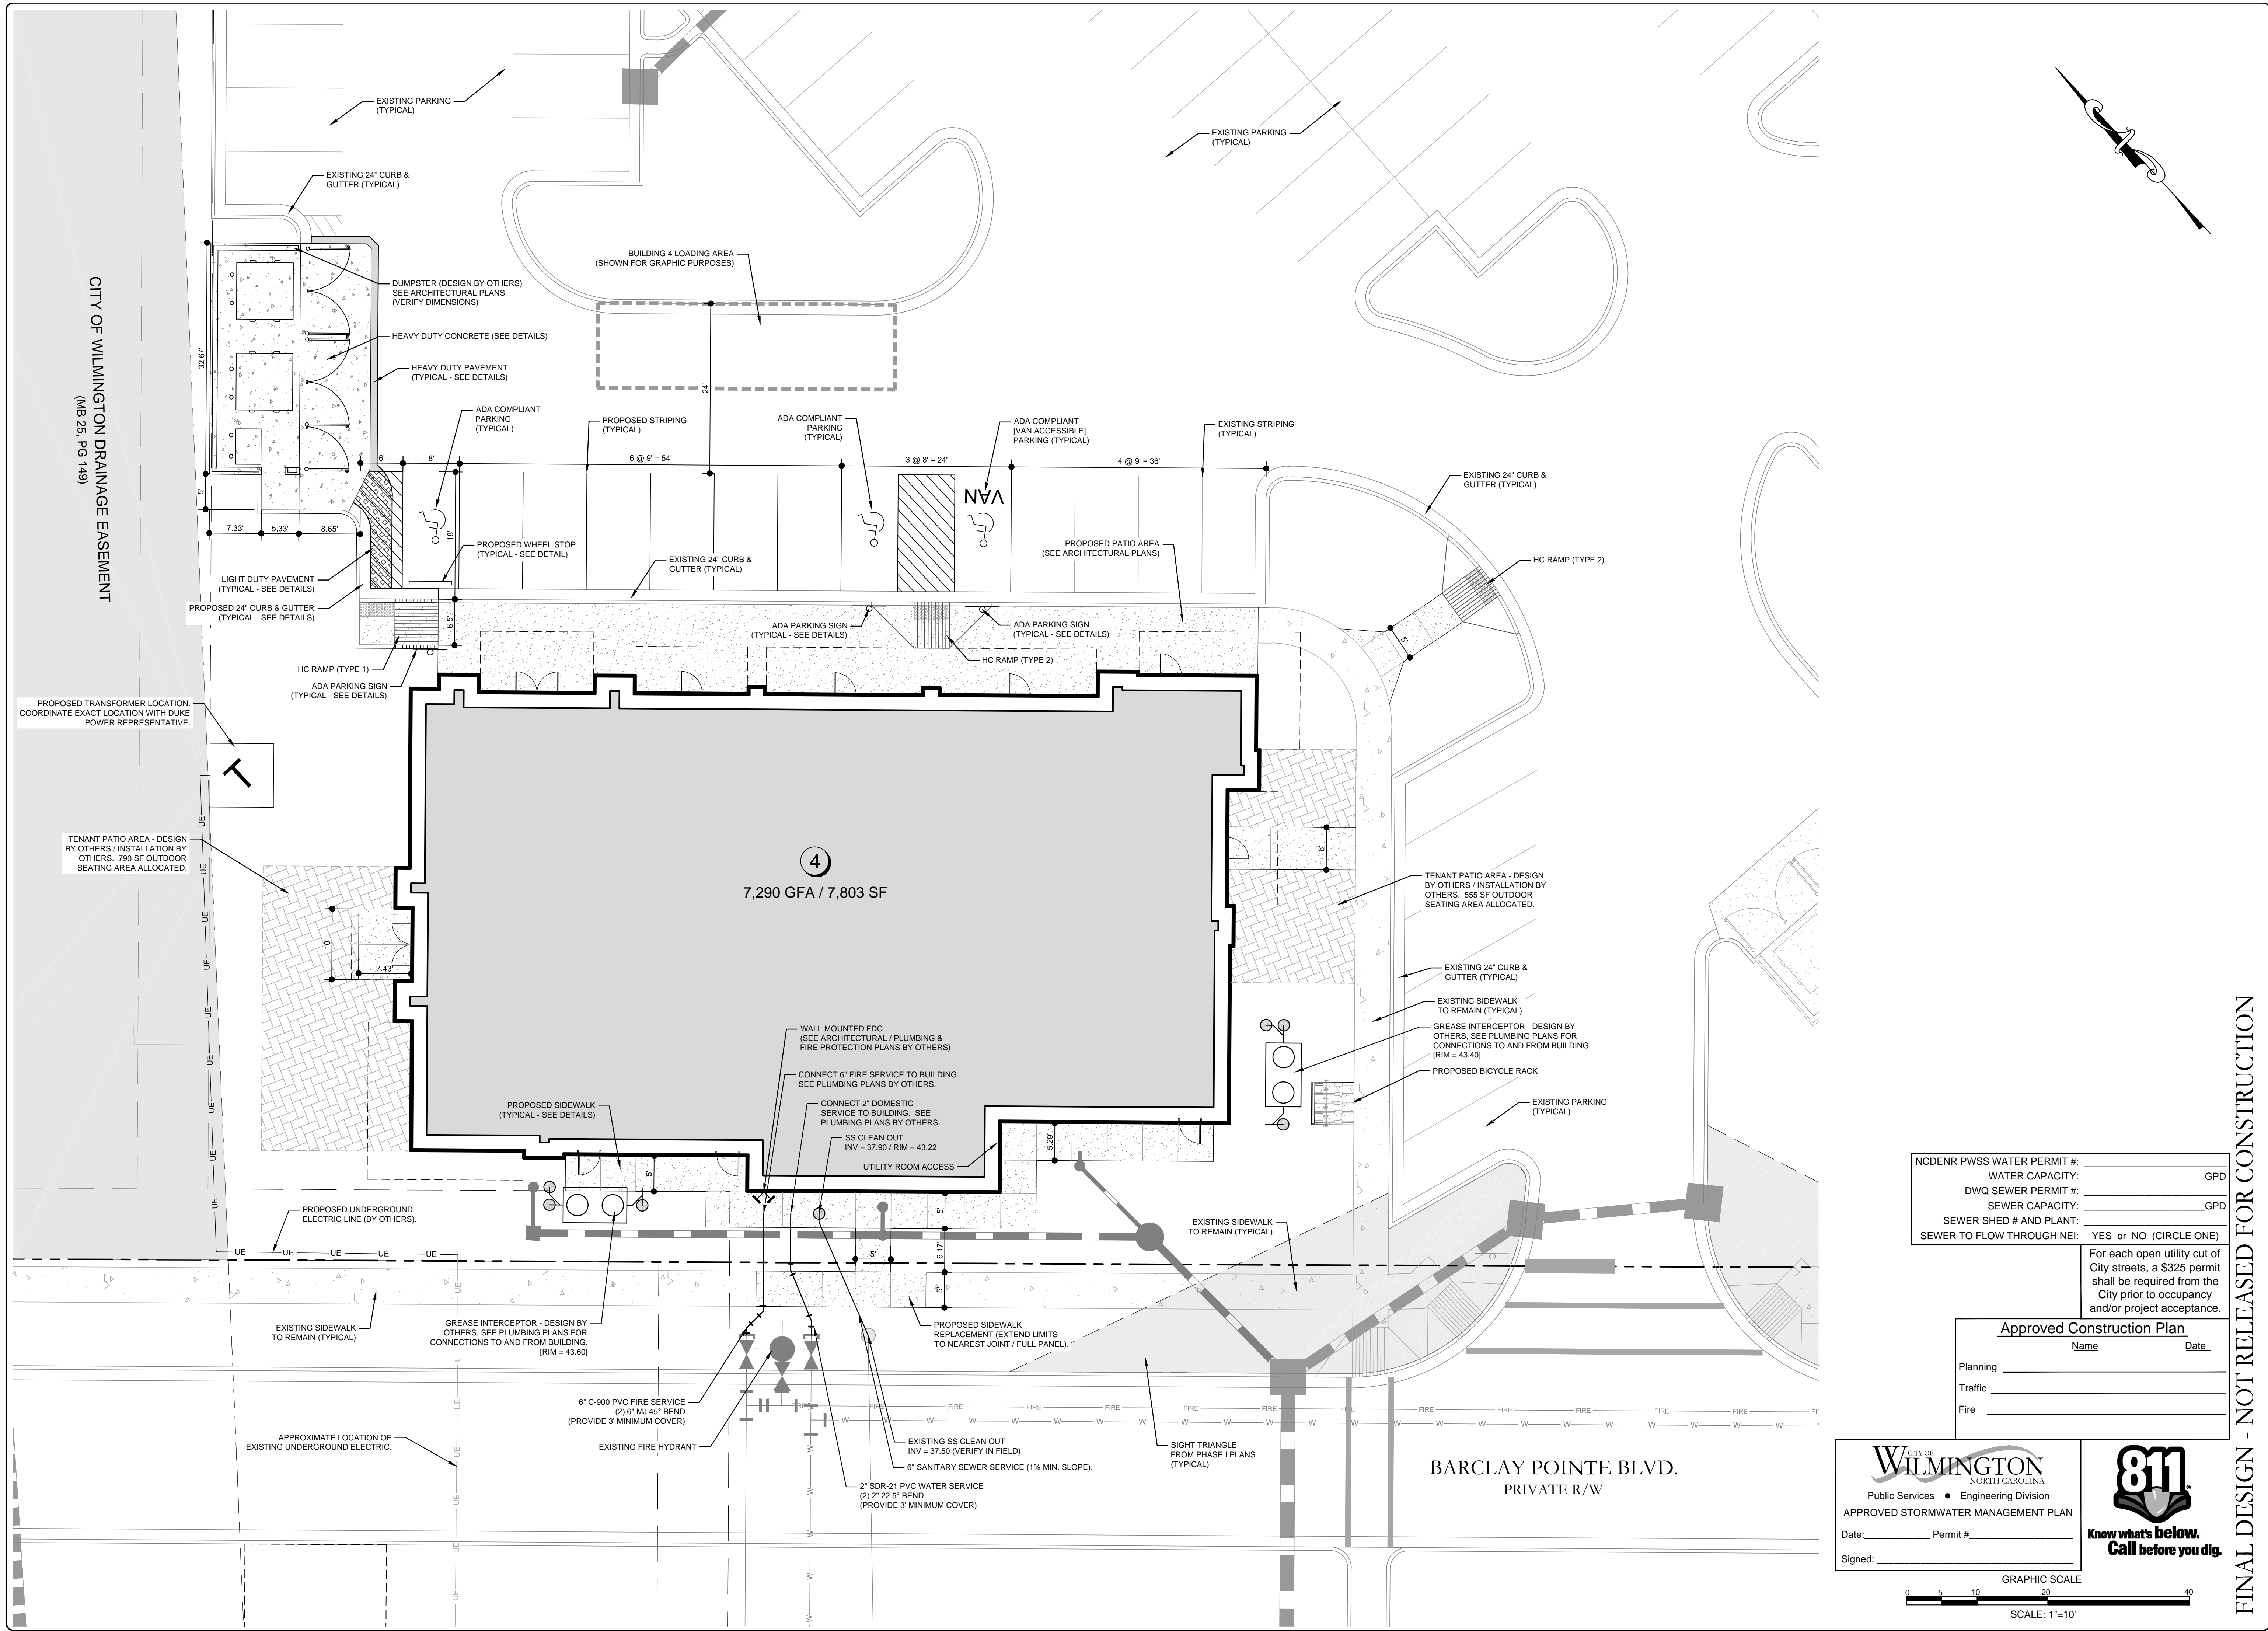 EXISTING PARKING
(TYPICAL)
EXISTING PARKING
(TYPICAL)
EXISTING 24" CURB &
GUTTER (TYPICAL)
BUILDING 4 LOADING AREA
(SHOWN FOR GRAPHIC PURPOSES)
CITY OF WILMINGTON DRAINAGE EASEMENT
(MB 25, PG 149)
DUMPSTER (DESIGN BY OTHERS)
SEE ARCHITECTURAL PLANS
(VERIFY DIMENSIONS)
HEAVY DUTY CONCRETE (SEE DETAILS)
HEAVY DUTY PAVEMENT
(TYPICAL - SEE DETAILS)
32.67'
24'
ADA COMPLIANT
PARKING
(TYPICAL)
PROPOSED STRIPING
(TYPICAL)
ADA COMPLIANT
PARKING
(TYPICAL)
ADA COMPLIANT
[VAN ACCESSIBLE]
PARKING (TYPICAL)
EXISTING STRIPING
(TYPICAL)
6'
8'
6 @ 9' = 54'
3 @ 8' = 24'
4 @ 9' = 36'
EXISTING 24" CURB &
GUTTER (TYPICAL)
5'
VAN
7.33'
5.33'
8.65'
18'
PROPOSED WHEEL STOP
(TYPICAL - SEE DETAIL)
EXISTING 24" CURB &
GUTTER (TYPICAL)
PROPOSED PATIO AREA
(SEE ARCHITECTURAL PLANS)
HC RAMP (TYPE 2)
LIGHT DUTY PAVEMENT
(TYPICAL - SEE DETAILS)
PROPOSED 24" CURB & GUTTER
(TYPICAL - SEE DETAILS)
6.5'
ADA PARKING SIGN
(TYPICAL - SEE DETAILS)
ADA PARKING SIGN
(TYPICAL - SEE DETAILS)
5'
HC RAMP (TYPE 1)
HC RAMP (TYPE 2)
ADA PARKING SIGN
(TYPICAL - SEE DETAILS)
PROPOSED TRANSFORMER LOCATION.
COORDINATE EXACT LOCATION WITH DUKE
POWER REPRESENTATIVE.
T
TENANT PATIO AREA - DESIGN
BY OTHERS / INSTALLATION BY
OTHERS. 790 SF OUTDOOR
SEATING AREA ALLOCATED.
4
7,290 GFA / 7,803 SF
6'
TENANT PATIO AREA - DESIGN
BY OTHERS / INSTALLATION BY
OTHERS. 555 SF OUTDOOR
SEATING AREA ALLOCATED.
10'
7.43'
EXISTING 24" CURB &
GUTTER (TYPICAL)
EXISTING SIDEWALK
TO REMAIN (TYPICAL)
GREASE INTERCEPTOR - DESIGN BY
OTHERS, SEE PLUMBING PLANS FOR
CONNECTIONS TO AND FROM BUILDING.
[RIM = 43.40]
PROPOSED BICYCLE RACK
EXISTING PARKING
(TYPICAL)
WALL MOUNTED FDC
(SEE ARCHITECTURAL / PLUMBING &
FIRE PROTECTION PLANS BY OTHERS)
CONNECT 6" FIRE SERVICE TO BUILDING.
SEE PLUMBING PLANS BY OTHERS.
CONNECT 2" DOMESTIC
SERVICE TO BUILDING. SEE
PLUMBING PLANS BY OTHERS.
SS CLEAN OUT
INV = 37.90 / RIM = 43.22
UTILITY ROOM ACCESS
PROPOSED SIDEWALK
(TYPICAL - SEE DETAILS)
5.29'
5'
5'
6.17'
5'
5'
PROPOSED UNDERGROUND
ELECTRIC LINE (BY OTHERS).
UE UE UE UE UE
EXISTING SIDEWALK
TO REMAIN (TYPICAL)
EXISTING SIDEWALK
TO REMAIN (TYPICAL)
GREASE INTERCEPTOR - DESIGN BY
OTHERS, SEE PLUMBING PLANS FOR
CONNECTIONS TO AND FROM BUILDING.
[RIM = 43.60]
PROPOSED SIDEWALK
REPLACEMENT (EXTEND LIMITS
TO NEAREST JOINT / FULL PANEL).
6" C-900 PVC FIRE SERVICE
(2) 6" MJ 45° BEND
(PROVIDE 3' MINIMUM COVER)
EXISTING FIRE HYDRANT
APPROXIMATE LOCATION OF
EXISTING UNDERGROUND ELECTRIC.
EXISTING SS CLEAN OUT
INV = 37.50 (VERIFY IN FIELD)
6" SANITARY SEWER SERVICE (1% MIN. SLOPE).
2" SDR-21 PVC WATER SERVICE
(2) 2" 22.5° BEND
(PROVIDE 3' MINIMUM COVER)
SIGHT TRIANGLE
FROM PHASE I PLANS
(TYPICAL)
BARCLAY POINTE BLVD.
PRIVATE R/W
NCDENR PWSS WATER PERMIT #:
WATER CAPACITY: GPD
DWQ SEWER PERMIT #:
SEWER CAPACITY: GPD
SEWER SHED # AND PLANT:
SEWER TO FLOW THROUGH NEI: YES or NO (CIRCLE ONE)
For each open utility cut of
City streets, a $325 permit
shall be required from the
City prior to occupancy
and/or project acceptance.
Approved Construction Plan
Name Date
Planning
Traffic
Fire
CITY OF
WILMINGTON
NORTH CAROLINA
Public Services • Engineering Division
APPROVED STORMWATER MANAGEMENT PLAN
Date: Permit #
Signed:
811
Know what's below.
Call before you dig.
GRAPHIC SCALE
0 5 10 20 40
SCALE: 1"=10'
FINAL DESIGN - NOT RELEASED FOR CONSTRUCTION